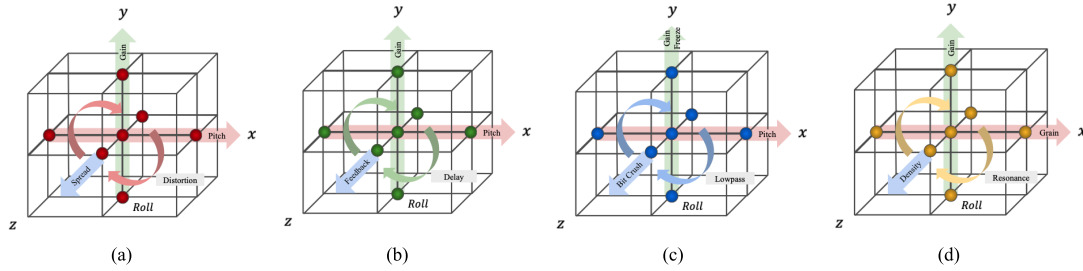 y
Gain
Pitch
x
Spread
Distortion
Roll
z
(a)
y
Gain
Pitch
x
Feedback
Delay
Roll
z
(b)
y
Gain
Freeze
Pitch
x
Bit Crush
Lowpass
Roll
z
(c)
y
Gain
Grain
x
Density
Resonance
Roll
z
(d)